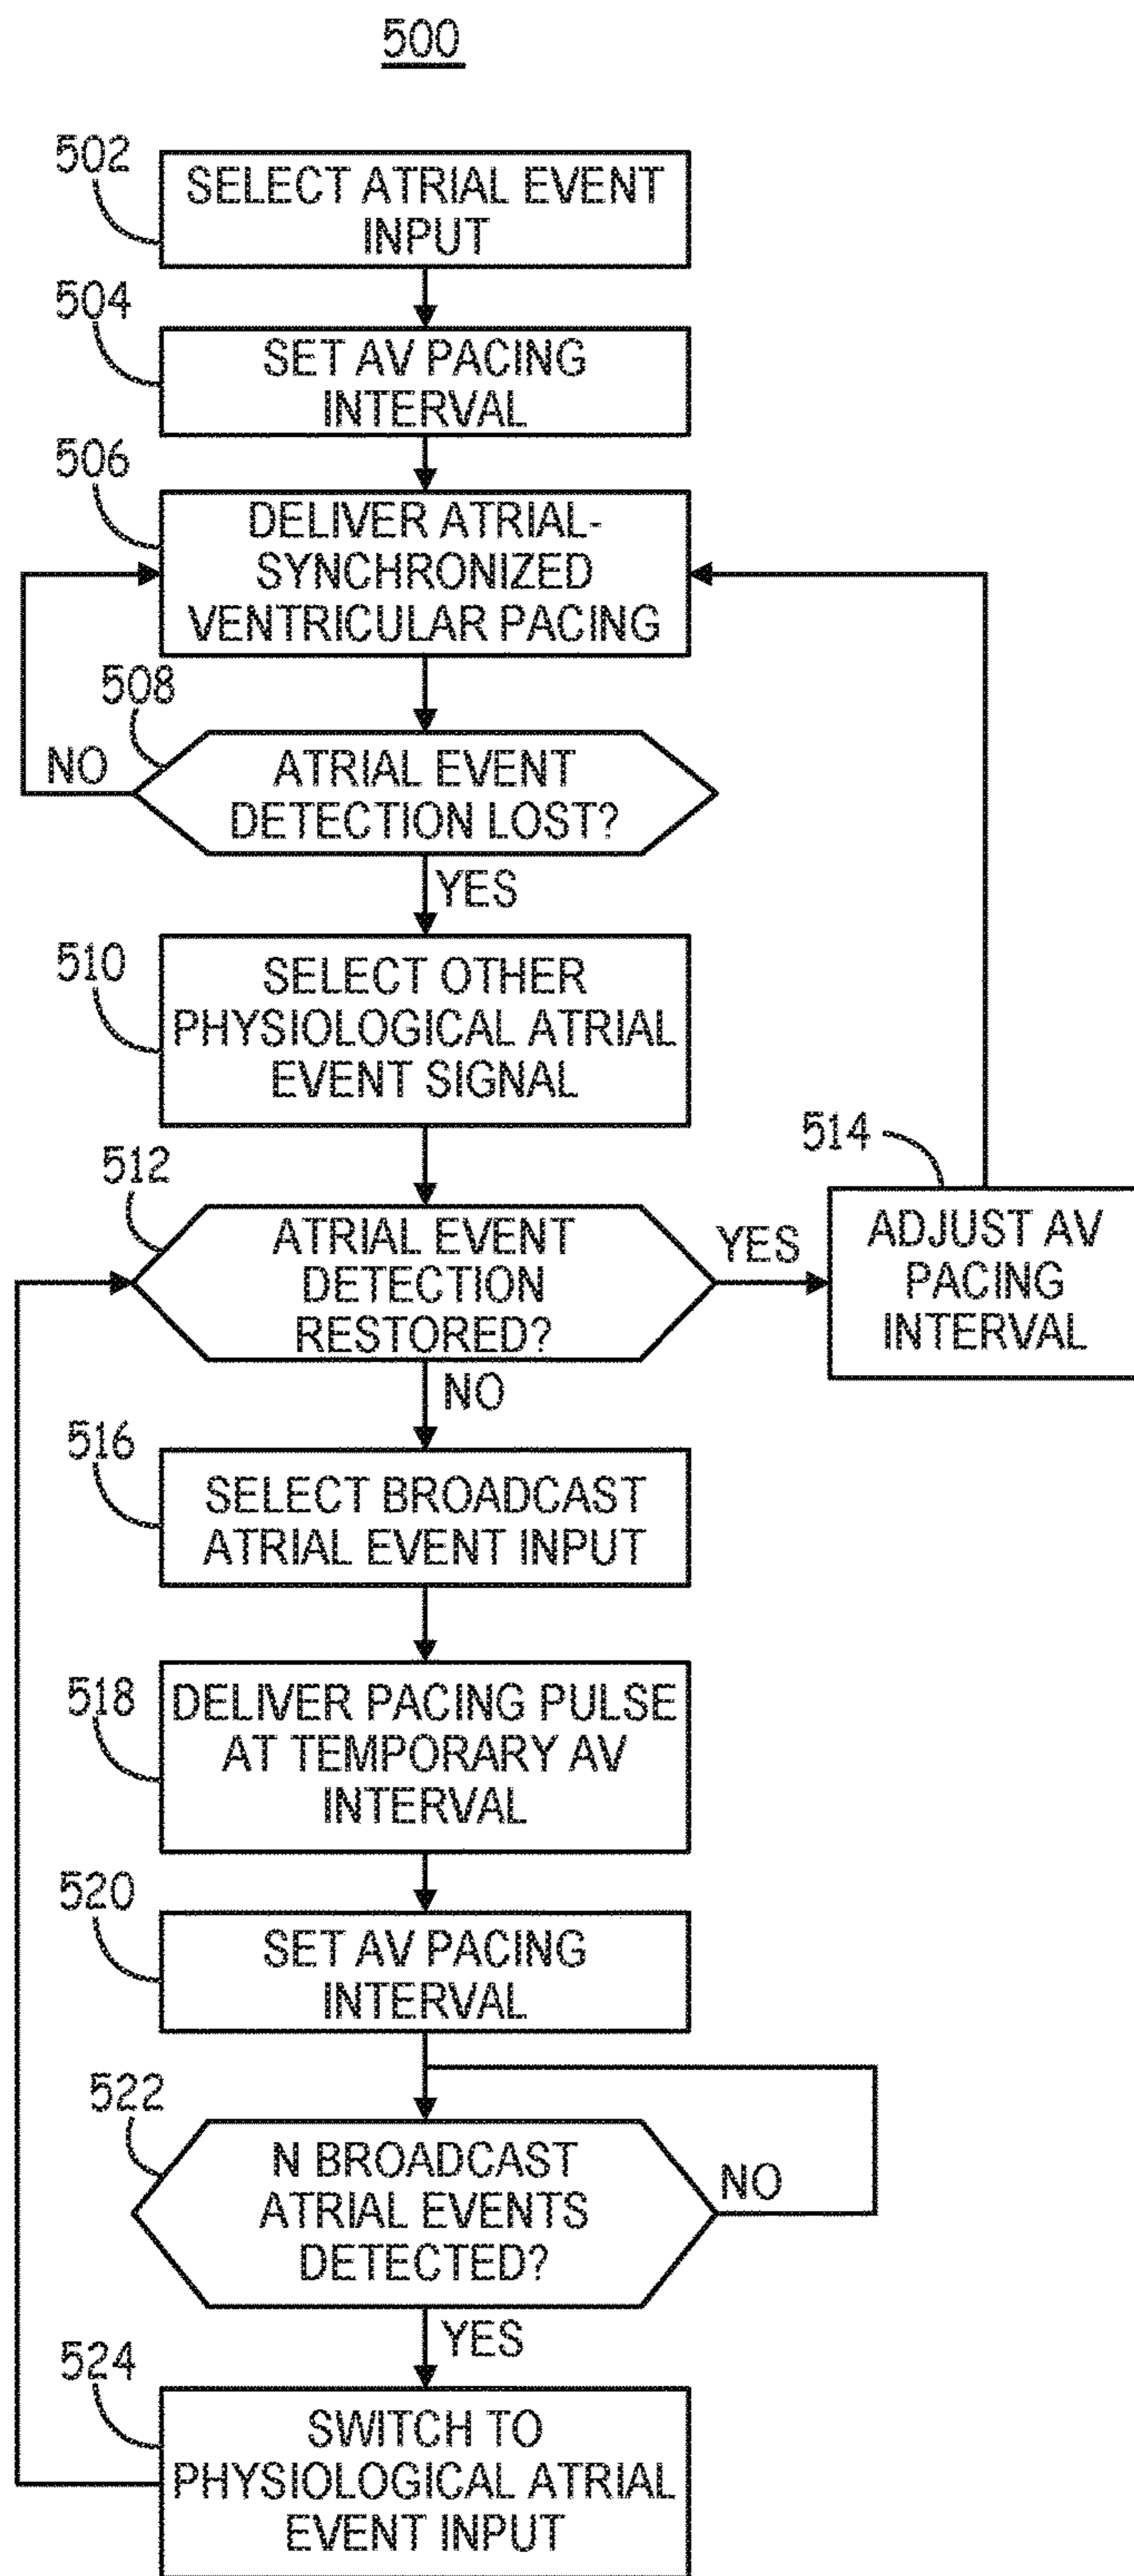 500
502
SELECT ATRIAL EVENT
INPUT
504
SET AV PACING
INTERVAL
506
DELIVER ATRIAL-
SYNCHRONIZED
VENTRICULAR PACING
508
NO
ATRIAL EVENT
DETECTION LOST?
YES
510
SELECT OTHER
PHYSIOLOGICAL ATRIAL
EVENT SIGNAL
512
ATRIAL EVENT
DETECTION
RESTORED?
YES
514
ADJUST AV
PACING
INTERVAL
NO
516
SELECT BROADCAST
ATRIAL EVENT INPUT
518
DELIVER PACING PULSE
AT TEMPORARY AV
INTERVAL
520
SET AV PACING
INTERVAL
522
N BROADCAST
ATRIAL EVENTS
DETECTED?
NO
YES
524
SWITCH TO
PHYSIOLOGICAL ATRIAL
EVENT INPUT